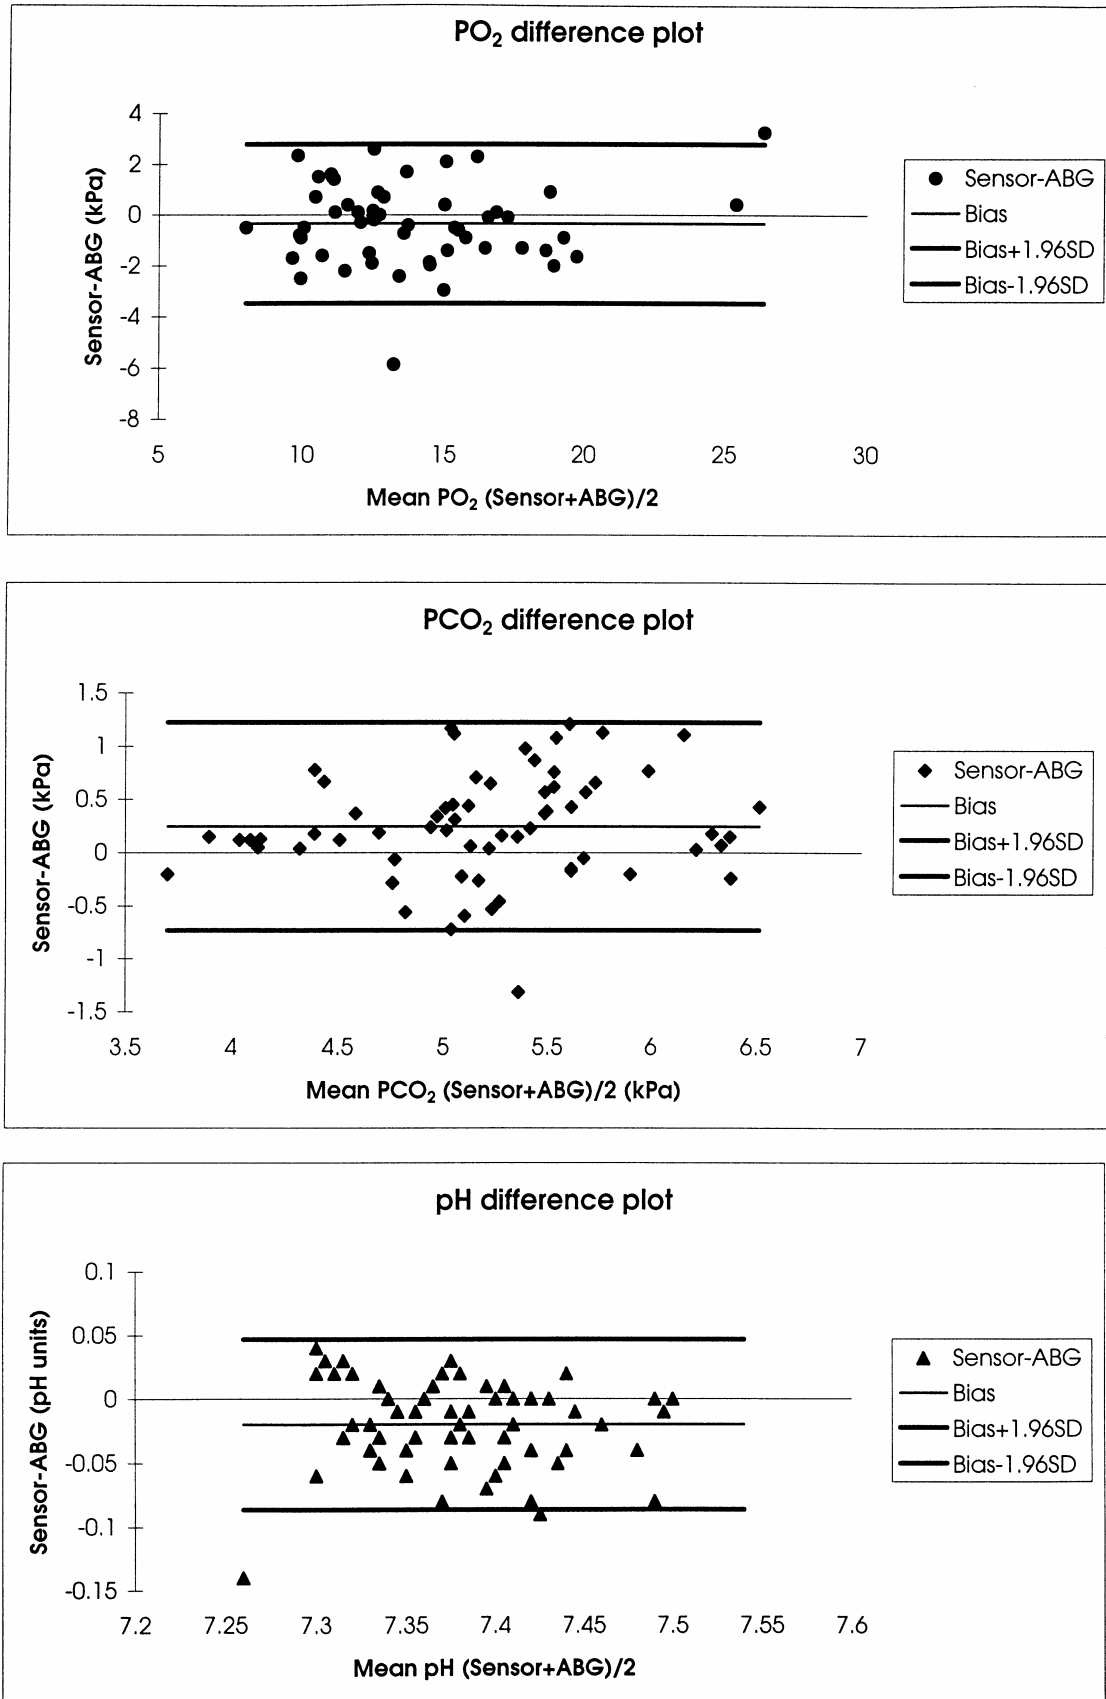 PO₂ difference plot
4
2
0
-2
-4
-6
-8
Sensor-ABG (kPa)
5 10 15 20 25 30
Mean PO₂ (Sensor+ABG)/2
Sensor-ABG
Bias
Bias+1.96SD
Bias-1.96SD
PCO₂ difference plot
1.5
1
0.5
0
-0.5
-1
-1.5
Sensor-ABG (kPa)
3.5 4 4.5 5 5.5 6 6.5 7
Mean PCO₂ (Sensor+ABG)/2 (kPa)
Sensor-ABG
Bias
Bias+1.96SD
Bias-1.96SD
pH difference plot
0.1
0.05
0
-0.05
-0.1
-0.15
Sensor-ABG (pH units)
7.2 7.25 7.3 7.35 7.4 7.45 7.5 7.55 7.6
Mean pH (Sensor+ABG)/2
Sensor-ABG
Bias
Bias+1.96SD
Bias-1.96SD